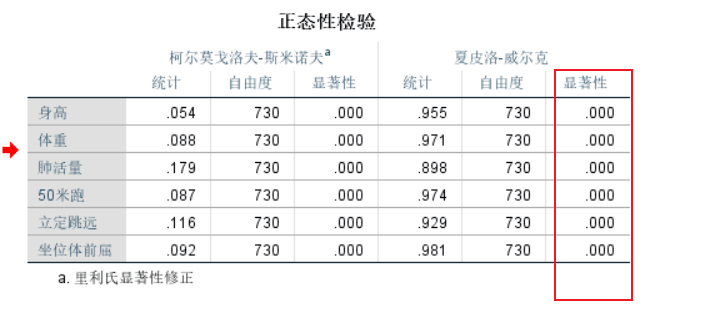 正态性检验
柯尔莫戈洛夫-斯米诺夫a 夏皮洛-威尔克
统计 自由度 显著性 统计 自由度 显著性
身高 .054 730 .000 .955 730 .000
体重 .088 730 .000 .971 730 .000
肺活量 .179 730 .000 .898 730 .000
50米跑 .087 730 .000 .974 730 .000
立定跳远 .116 730 .000 .929 730 .000
坐位体前屈 .092 730 .000 .981 730 .000
a. 里利氏显著性修正